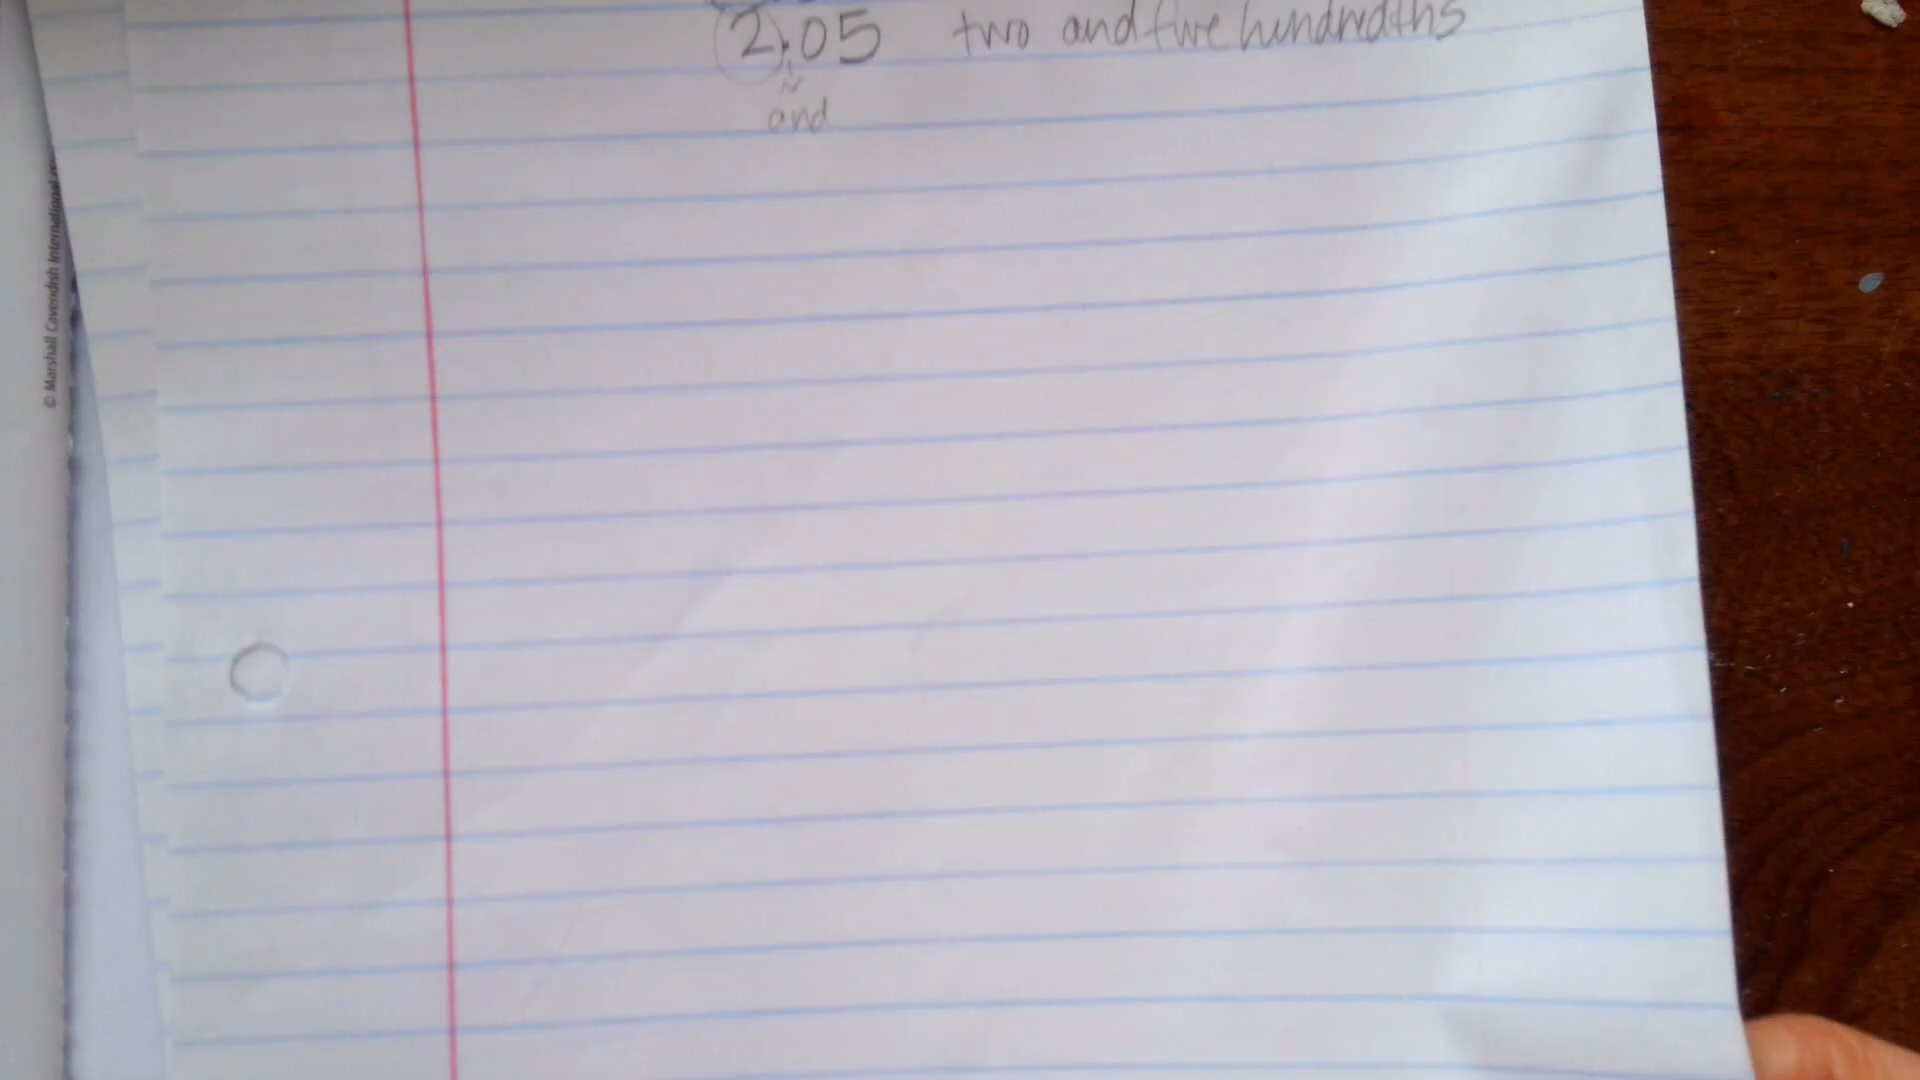 2.05 two and five hundredths
and
© Marshall Cavendish International